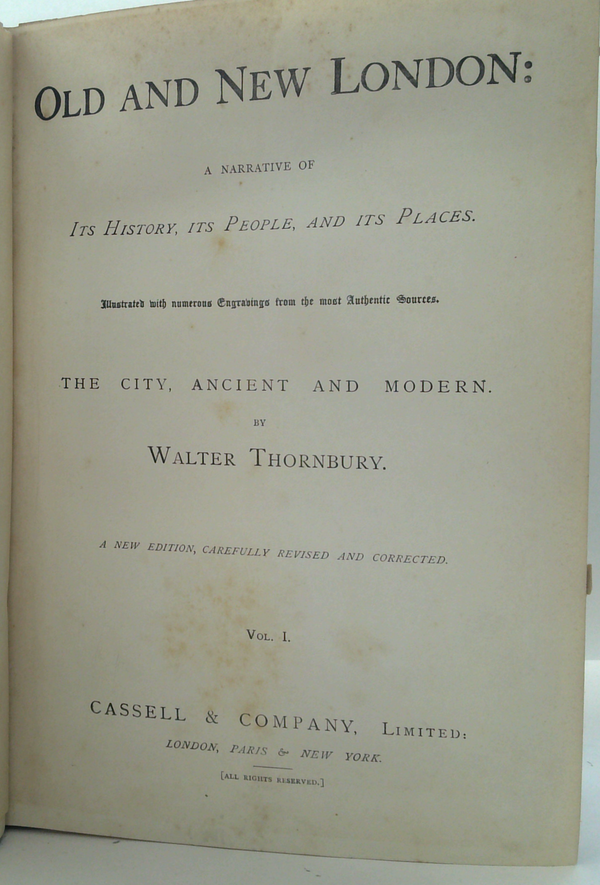 OLD AND NEW LONDON:
A NARRATIVE OF
ITS HISTORY, ITS PEOPLE, AND ITS PLACES.
Illustrated with numerous Engravings from the most Authentic Sources.
THE CITY, ANCIENT AND MODERN.
BY
WALTER THORNBURY.
A NEW EDITION, CAREFULLY REVISED AND CORRECTED.
VOL. I.
CASSELL & COMPANY, LIMITED:
LONDON, PARIS & NEW YORK.
[ALL RIGHTS RESERVED.]